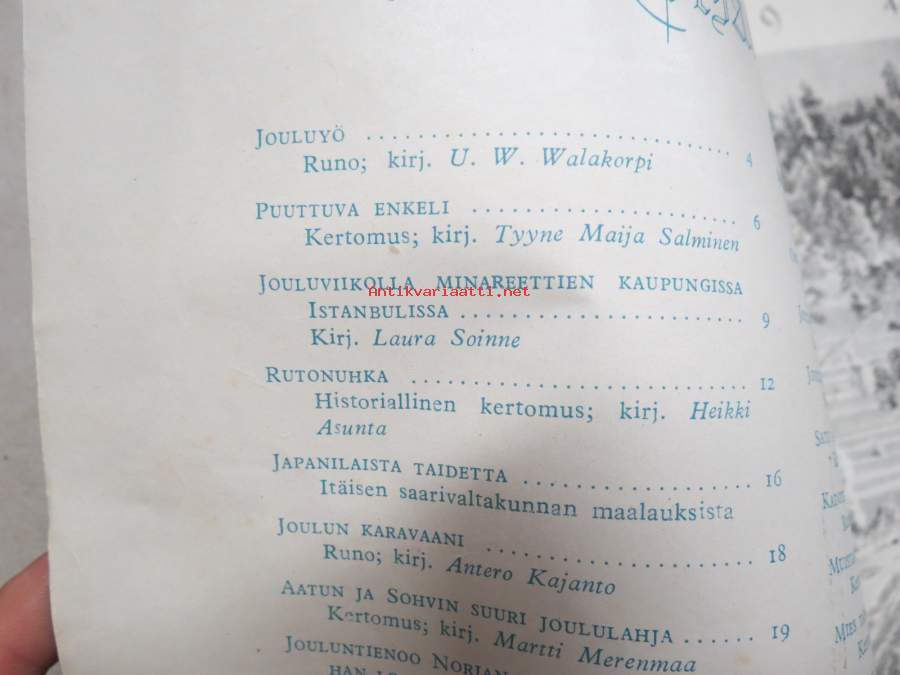 JOULUYÖ .............................. 4
Runo; kirj. U. W. Walakorpi
PUUTTUVA ENKELI ........................ 6
Kertomus; kirj. Tyyne Maija Salminen
JOULUVIIKOLLA MINAREETTIEN KAUPUNGISSA
Antikvariaatti.net
ISTANBULISSA ........................ 9
Kirj. Laura Soinne
RUTONUHKA .............................. 12
Historiallinen kertomus; kirj. Heikki
Asunta
JAPANILAISTA TAIDETTA .................. 16
Itäisen saarivaltakunnan maalauksista
JOULUN KARAVAANI ........................ 18
Runo; kirj. Antero Kajanto
AATUN JA SOHVIN SUURI JOULULAHJA ...... 19
Kertomus; kirj. Martti Merenmaa
JOULUNTIENOO NORJAN